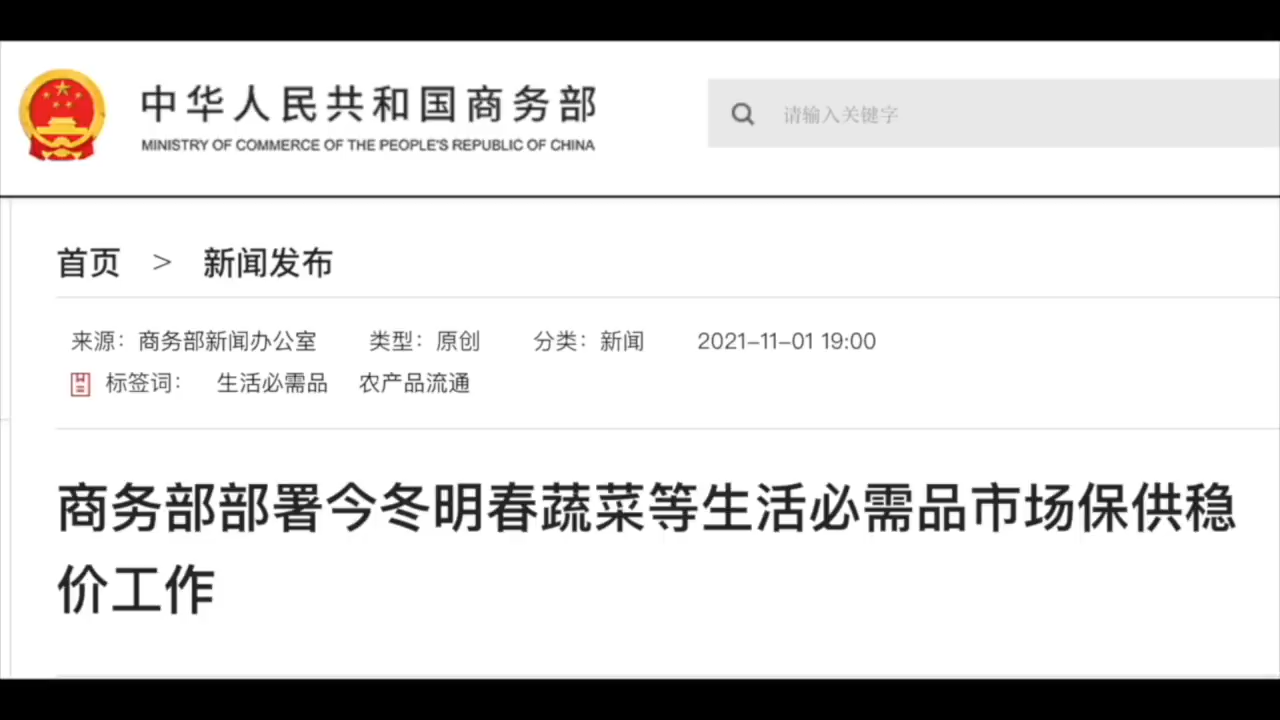 中华人民共和国商务部
MINISTRY OF COMMERCE OF THE PEOPLE'S REPUBLIC OF CHINA
请输入关键字
首页 > 新闻发布
来源：商务部新闻办公室 类型：原创 分类：新闻 2021-11-01 19:00
标签词： 生活必需品 农产品流通
商务部部署今冬明春蔬菜等生活必需品市场保供稳
价工作